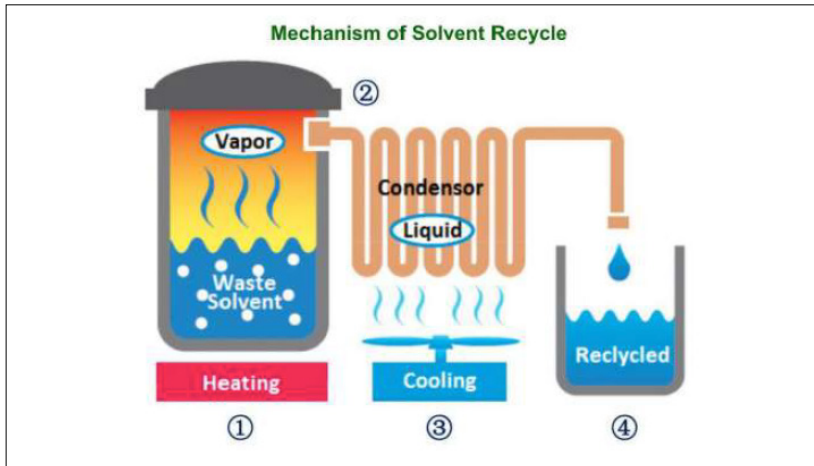 Mechanism of Solvent Recycle
②
Vapor
Condensor
Liquid
Waste
Solvent
Reclycled
Heating
Cooling
①
③
④